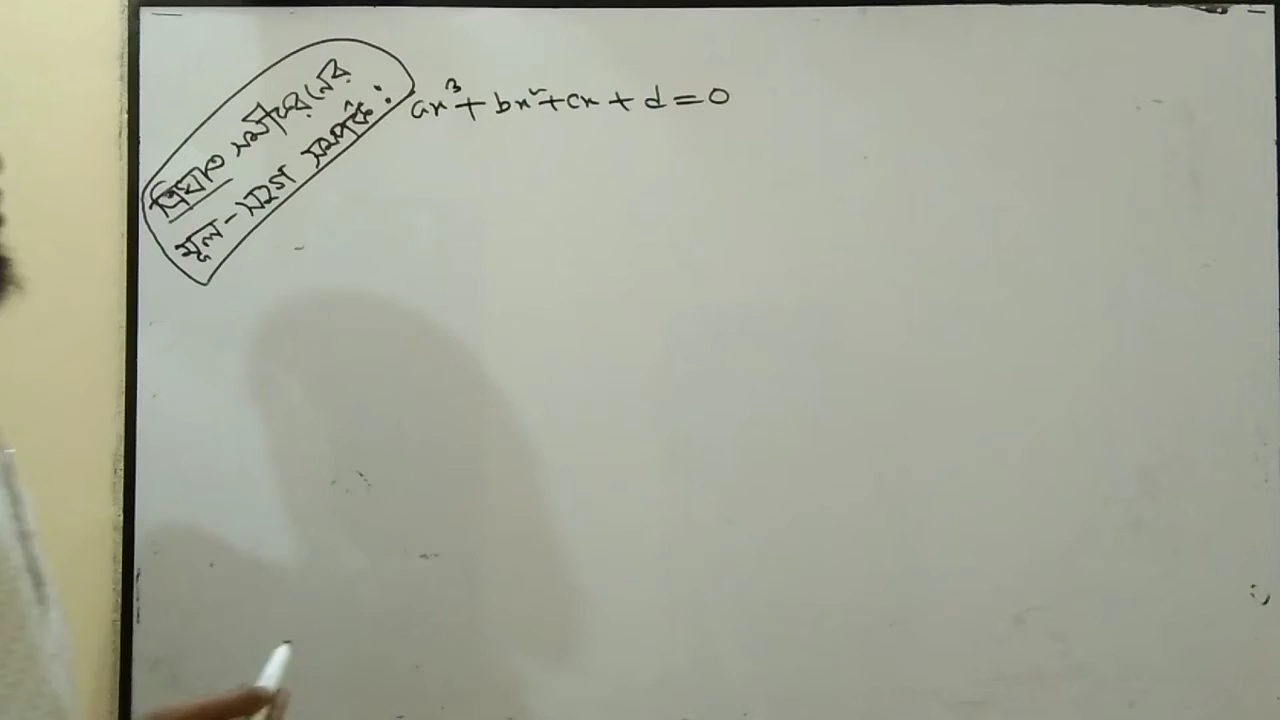 ত্রিঘাত সমীকরণের
মূল - সহগ সম্পর্ক :
ax³ + bx² + cx + d = 0